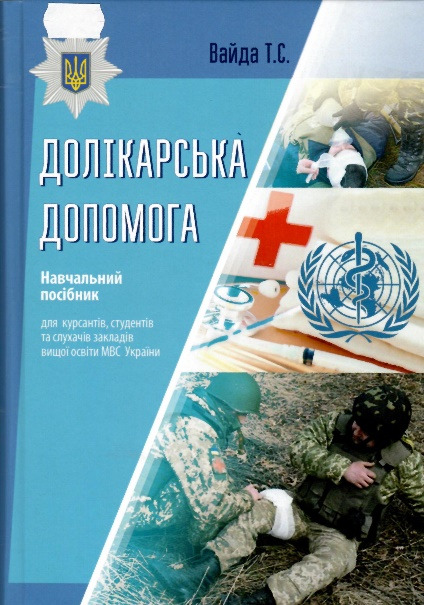 Вайда Т.С.
ДОЛІКАРСЬКА
ДОПОМОГА
Навчальний
посібник
для курсантів, студентів
та слухачів закладів
вищої освіти МВС України